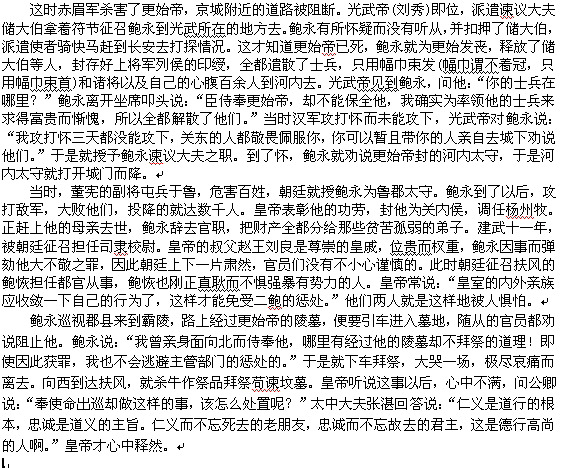 这时赤眉军杀害了更始帝，京城附近的道路被阻断。光武帝(刘秀)即位，派遣谏议大夫
储大伯拿着符节征召鲍永到光武所在的地方去。鲍永有所怀疑而没有听从，并扣押了储大伯，
派遣使者骑快马赶到长安去打探情况。这才知道更始帝已死，鲍永就为更始发丧，释放了储
大伯等人，封存好上将军列侯的印绶，全都遣散了士兵，只用幅巾束发(幅巾谓不着冠，只
用幅巾束首)和诸将以及自己的心腹百余人到河内去。光武帝见到鲍永，问他：“你的士兵在
哪里？”鲍永离开坐席叩头说：“臣侍奉更始帝，却不能保全他，我确实为率领他的士兵来
求得富贵而惭愧，所以全都解散了他们。”当时汉军攻打怀而未能攻下，光武帝对鲍永说：
“我攻打怀三天都没能攻下，关东的人都敬畏佩服你，你可以暂且带你的人亲自去城下劝说
他们。”于是就授予鲍永谏议大夫之职。到了怀，鲍永就劝说更始帝封的河内太守，于是河
内太守就打开城门而降。
当时，董宪的副将屯兵于鲁，危害百姓，朝廷就授鲍永为鲁郡太守。鲍永到了以后，攻
打敌军，大败他们，投降的就达数千人。皇帝表彰他的功劳，封他为关内侯，调任杨州牧。
正赶上他的母亲去世，鲍永辞去官职，把财产全部分给那些贫苦孤弱的弟子。建武十一年，
被朝廷征召担任司隶校尉。皇帝的叔父赵王刘良是尊崇的皇戚，位贵而权重，鲍永因事而弹
劾他大不敬之罪，因此朝廷上下一片肃然，官员们没有不小心谨慎的。此时朝廷征召扶风的
鲍恢担任都官从事，鲍恢也刚正直耿而不惧强暴有势力的人。皇帝常说：“皇室的内外亲族
应收敛一下自己的行为了，这样才能免受二鲍的惩处。”他们两人就是这样地被人惧怕。
鲍永巡视郡县来到霸陵，路上经过更始帝的陵墓，便要引车进入墓地，随从的官员都劝
说阻止他。鲍永说：“我曾亲身面向北而侍奉他，哪里有经过他的陵墓却不拜祭的道理！即
使因此获罪，我也不会逃避主管部门的惩处的。”于是就下车拜祭，大哭一场，极尽哀痛而
离去。向西到达扶风，就杀牛作祭品拜祭苟谏坟墓。皇帝听说这事以后，心中不满，问公卿
说：“奉使命出巡却做这样的事，该怎么处置呢？”太中大夫张湛回答说：“仁义是道行的根
本，忠诚是道义的主旨。仁义而不忘死去的老朋友，忠诚而不忘故去的君主，这是德行高尚
的人啊。”皇帝才心中释然。